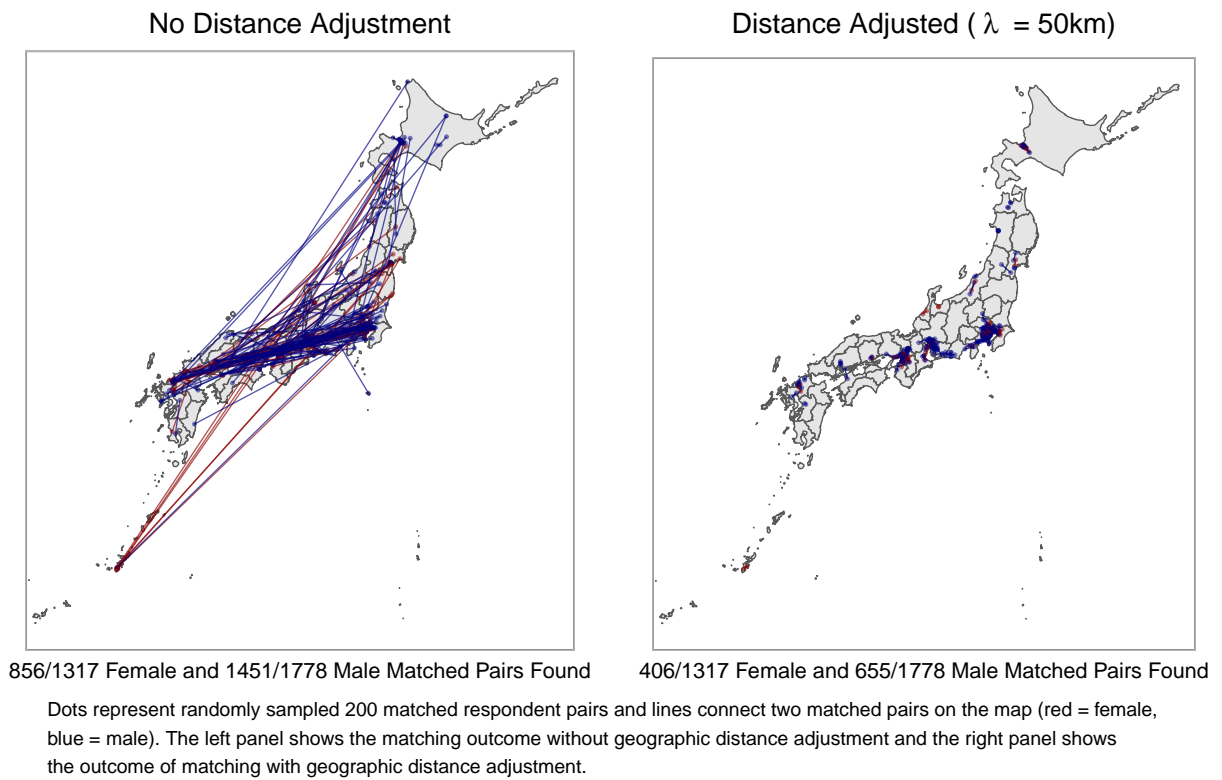 No Distance Adjustment
Distance Adjusted ( λ = 50km)
856/1317 Female and 1451/1778 Male Matched Pairs Found
406/1317 Female and 655/1778 Male Matched Pairs Found
Dots represent randomly sampled 200 matched respondent pairs and lines connect two matched pairs on the map (red = female,
blue = male). The left panel shows the matching outcome without geographic distance adjustment and the right panel shows
the outcome of matching with geographic distance adjustment.